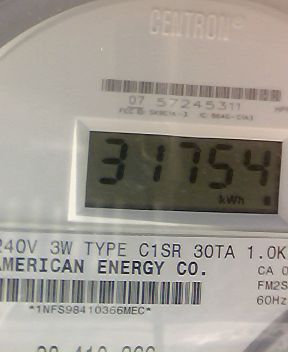 CENTRON®
07 57245311
31754
kWh
240V 3W TYPE C1SR 30TA 1.0K
AMERICAN ENERGY CO.
CA 0
FM2S
60Hz
*1NFS98410366MEC*